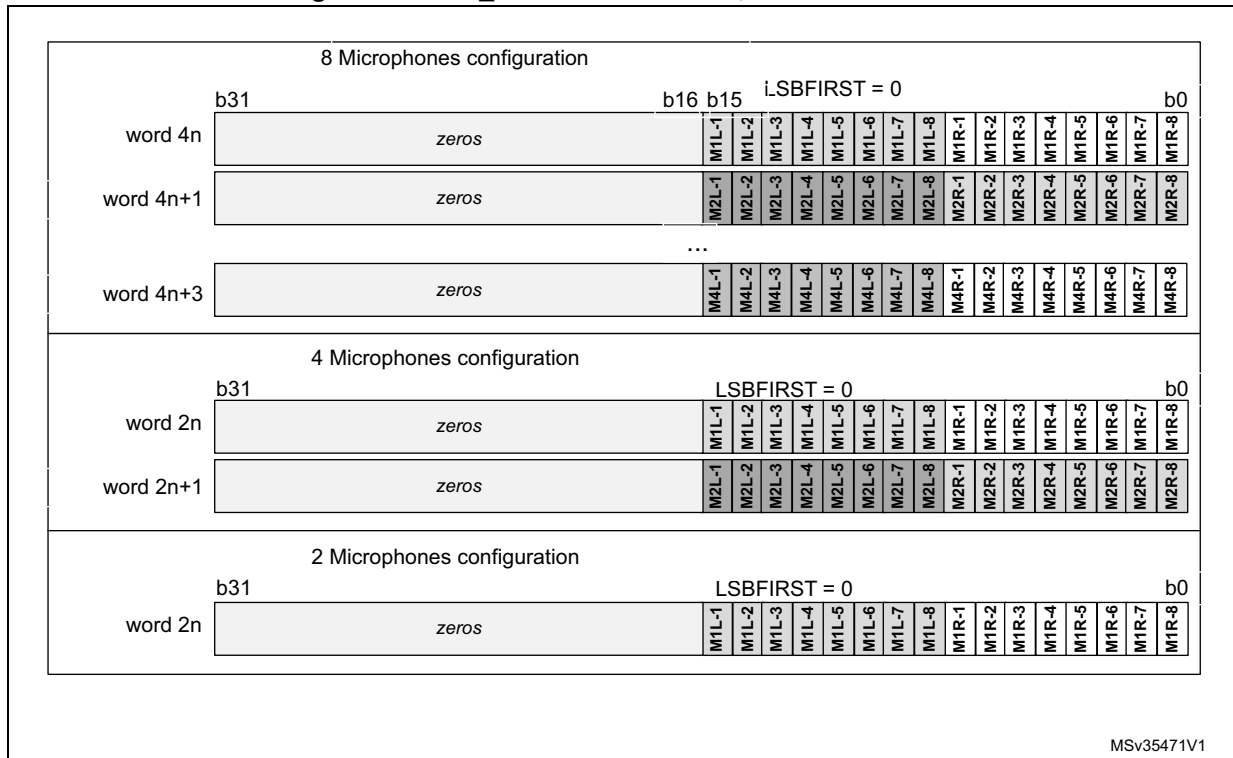 8 Microphones configuration
LSBFIRST = 0
b31 b16 b15 b0
word 4n zeros M1L-1 M1L-2 M1L-3 M1L-4 M1L-5 M1L-6 M1L-7 M1L-8 M1R-1 M1R-2 M1R-3 M1R-4 M1R-5 M1R-6 M1R-7 M1R-8
word 4n+1 zeros M2L-1 M2L-2 M2L-3 M2L-4 M2L-5 M2L-6 M2L-7 M2L-8 M2R-1 M2R-2 M2R-3 M2R-4 M2R-5 M2R-6 M2R-7 M2R-8
...
word 4n+3 zeros M4L-1 M4L-2 M4L-3 M4L-4 M4L-5 M4L-6 M4L-7 M4L-8 M4R-1 M4R-2 M4R-3 M4R-4 M4R-5 M4R-6 M4R-7 M4R-8
4 Microphones configuration
b31 LSBFIRST = 0 b0
word 2n zeros M1L-1 M1L-2 M1L-3 M1L-4 M1L-5 M1L-6 M1L-7 M1L-8 M1R-1 M1R-2 M1R-3 M1R-4 M1R-5 M1R-6 M1R-7 M1R-8
word 2n+1 zeros M2L-1 M2L-2 M2L-3 M2L-4 M2L-5 M2L-6 M2L-7 M2L-8 M2R-1 M2R-2 M2R-3 M2R-4 M2R-5 M2R-6 M2R-7 M2R-8
2 Microphones configuration
b31 LSBFIRST = 0 b0
word 2n zeros M1L-1 M1L-2 M1L-3 M1L-4 M1L-5 M1L-6 M1L-7 M1L-8 M1R-1 M1R-2 M1R-3 M1R-4 M1R-5 M1R-6 M1R-7 M1R-8
MSv35471V1